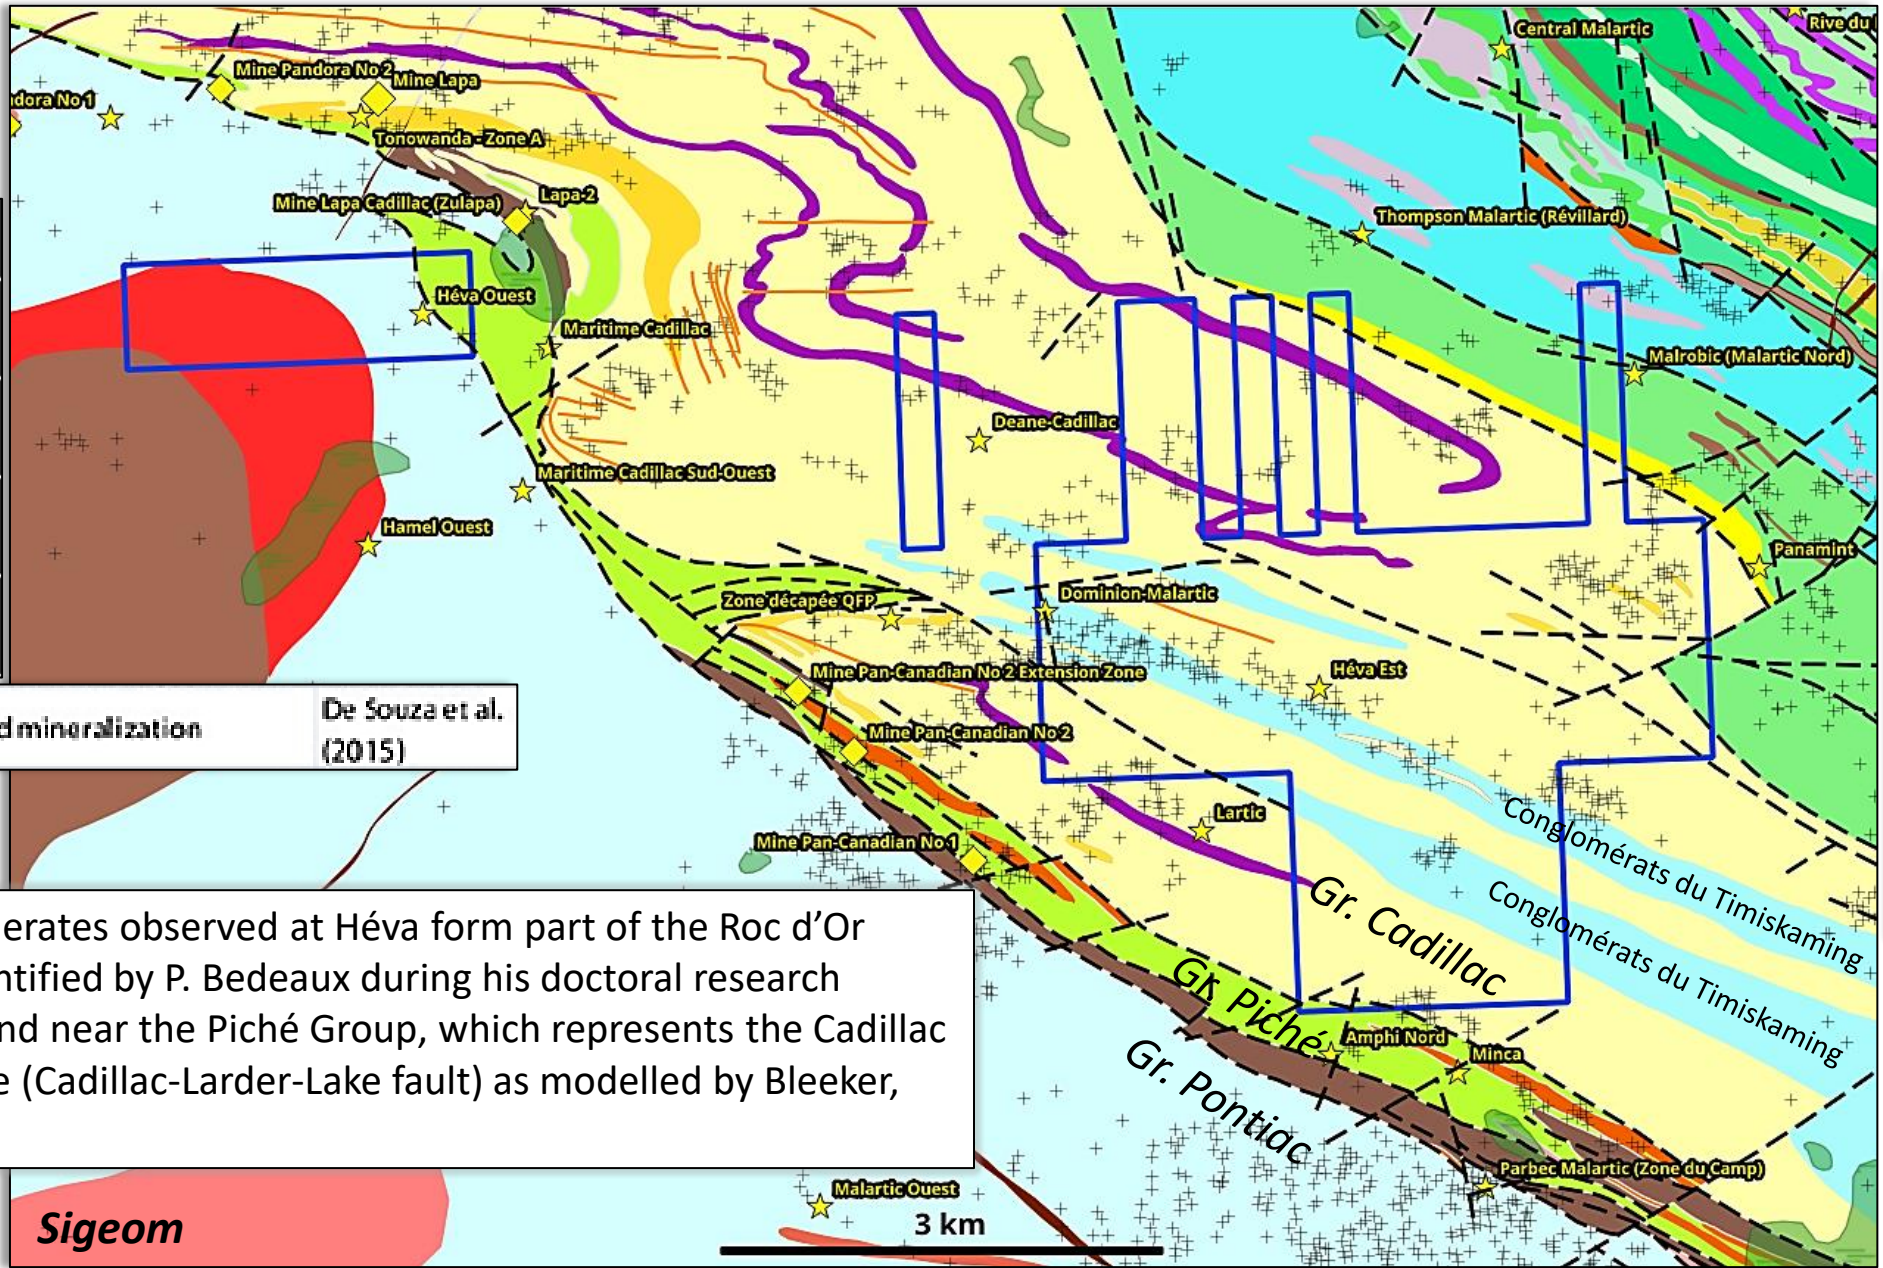 Central Malartic
Rive du
Mine Pandora No 2
Mine Lapa
dora No 1
Tonowanda - Zone A
Mine Lapa Cadillac (Zulapa)
Lapa-2
Thompson Malartic (Révillard)
Héva Ouest
Maritime Cadillac
Malrobic (Malartic Nord)
Deane-Cadillac
Maritime Cadillac Sud-Ouest
Hamel Ouest
Panamint
Zone décapée QFP
Dominion-Malartic
Mine Pan-Canadian No 2 Extension Zone
Héva Est
d mineralization
De Souza et al.
(2015)
Mine Pan-Canadian No 2
Lartic
Conglomérats du Timiskaming
Mine Pan-Canadian No 1
Gr. Cadillac
Conglomérats du Timiskaming
erates observed at Héva form part of the Roc d’Or
ntified by P. Bedeaux during his doctoral research
nd near the Piché Group, which represents the Cadillac
e (Cadillac-Larder-Lake fault) as modelled by Bleeker,
Gr. Piché
Amphi Nord
Minca
Gr. Pontiac
Parbec Malartic (Zone du Camp)
Malartic Ouest
3 km
Sigeom